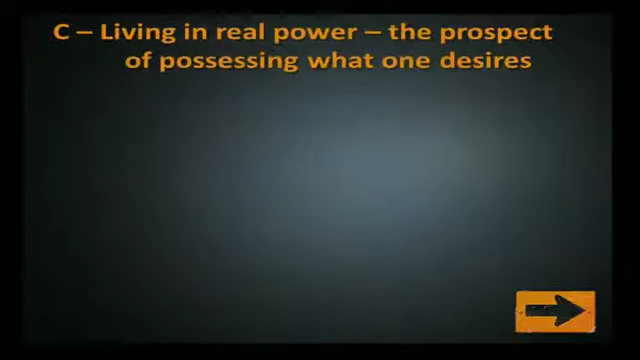 C – Living in real power – the prospect
of possessing what one desires